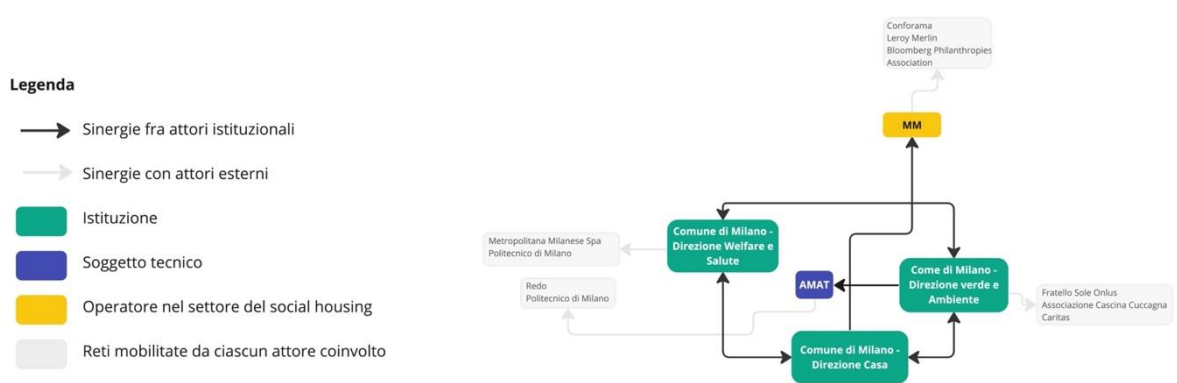 Legenda
Sinergie fra attori istituzionali
Sinergie con attori esterni
Istituzione
Soggetto tecnico
Operatore nel settore del social housing
Reti mobilitate da ciascun attore coinvolto
Conforama
Leroy Merlin
Bloomberg Philanthropies
Association
MM
Metropolitana Milanese Spa
Politecnico di Milano
Comune di Milano -
Direzione Welfare e
Salute
Redo
Politecnico di Milano
AMAT
Come di Milano -
Direzione verde e
Ambiente
Fratello Sole Onlus
Associazione Cascina Cuccagna
Caritas
Comune di Milano -
Direzione Casa